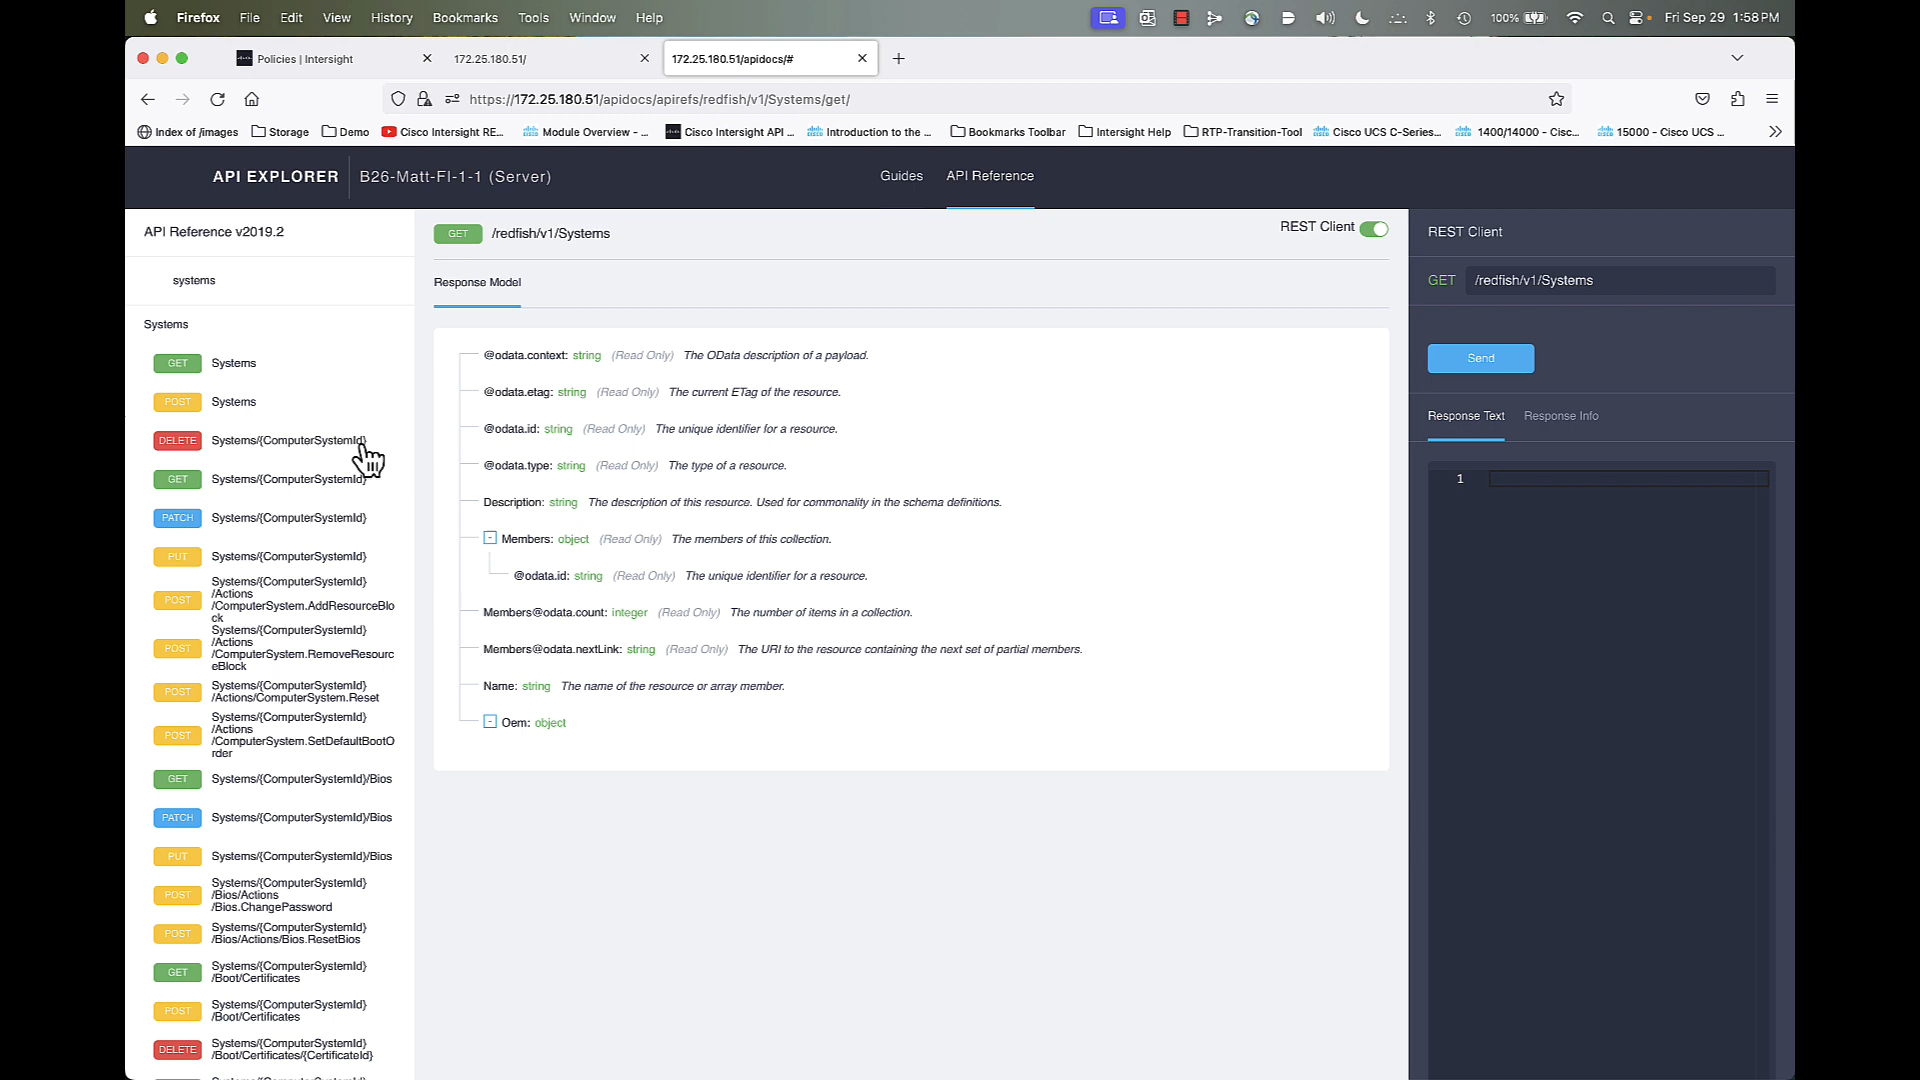 Firefox File Edit View History Bookmarks Tools Window Help 100% Fri Sep 29 1:58 PM
Policies | Intersight 172.25.180.51/ 172.25.180.51/apidocs/#
https://172.25.180.51/apidocs/apirefs/redfish/v1/Systems/get/
Index of /images Storage Demo Cisco Intersight RE... Module Overview - ... Cisco Intersight API ... Introduction to the ... Bookmarks Toolbar Intersight Help RTP-Transition-Tool Cisco UCS C-Series... 1400/14000 - Cisc... 15000 - Cisco UCS ...
API EXPLORER B26-Matt-FI-1-1 (Server) Guides API Reference
API Reference v2019.2
systems
Systems
GET Systems
POST Systems
DELETE Systems/{ComputerSystemId}
GET Systems/{ComputerSystemId}
PATCH Systems/{ComputerSystemId}
PUT Systems/{ComputerSystemId}
POST Systems/{ComputerSystemId}
/Actions
/ComputerSystem.AddResourceBlo
ck
POST Systems/{ComputerSystemId}
/Actions
/ComputerSystem.RemoveResourc
eBlock
POST Systems/{ComputerSystemId}
/Actions/ComputerSystem.Reset
POST Systems/{ComputerSystemId}
/Actions
/ComputerSystem.SetDefaultBootO
rder
GET Systems/{ComputerSystemId}/Bios
PATCH Systems/{ComputerSystemId}/Bios
PUT Systems/{ComputerSystemId}/Bios
POST Systems/{ComputerSystemId}
/Bios/Actions
/Bios.ChangePassword
POST Systems/{ComputerSystemId}
/Bios/Actions/Bios.ResetBios
GET Systems/{ComputerSystemId}
/Boot/Certificates
POST Systems/{ComputerSystemId}
/Boot/Certificates
DELETE Systems/{ComputerSystemId}
/Boot/Certificates/{CertificateId}
GET /redfish/v1/Systems REST Client
Response Model
@odata.context: string (Read Only) The OData description of a payload.
@odata.etag: string (Read Only) The current ETag of the resource.
@odata.id: string (Read Only) The unique identifier for a resource.
@odata.type: string (Read Only) The type of a resource.
Description: string The description of this resource. Used for commonality in the schema definitions.
- Members: object (Read Only) The members of this collection.
@odata.id: string (Read Only) The unique identifier for a resource.
Members@odata.count: integer (Read Only) The number of items in a collection.
Members@odata.nextLink: string (Read Only) The URI to the resource containing the next set of partial members.
Name: string The name of the resource or array member.
- Oem: object
REST Client
GET /redfish/v1/Systems
Send
Response Text Response Info
1